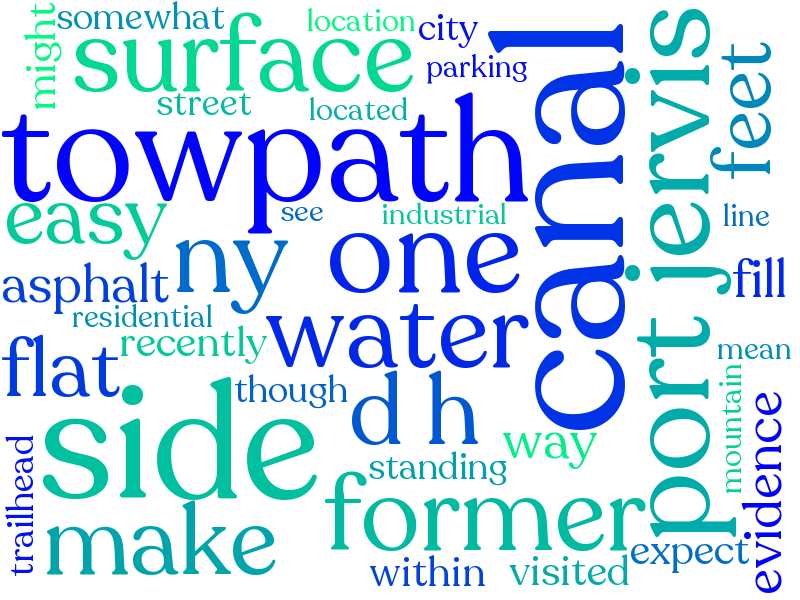 somewhat
location
city
might
surface
parking
street
located
canal
port jervis
feet
towpath
easy
see
industrial
line
ny
one
asphalt
fill
residential
water
recently
mean
flat
though
d h
side
way
mountain
evidence
standing
trailhead
former
make
expect
within
visited